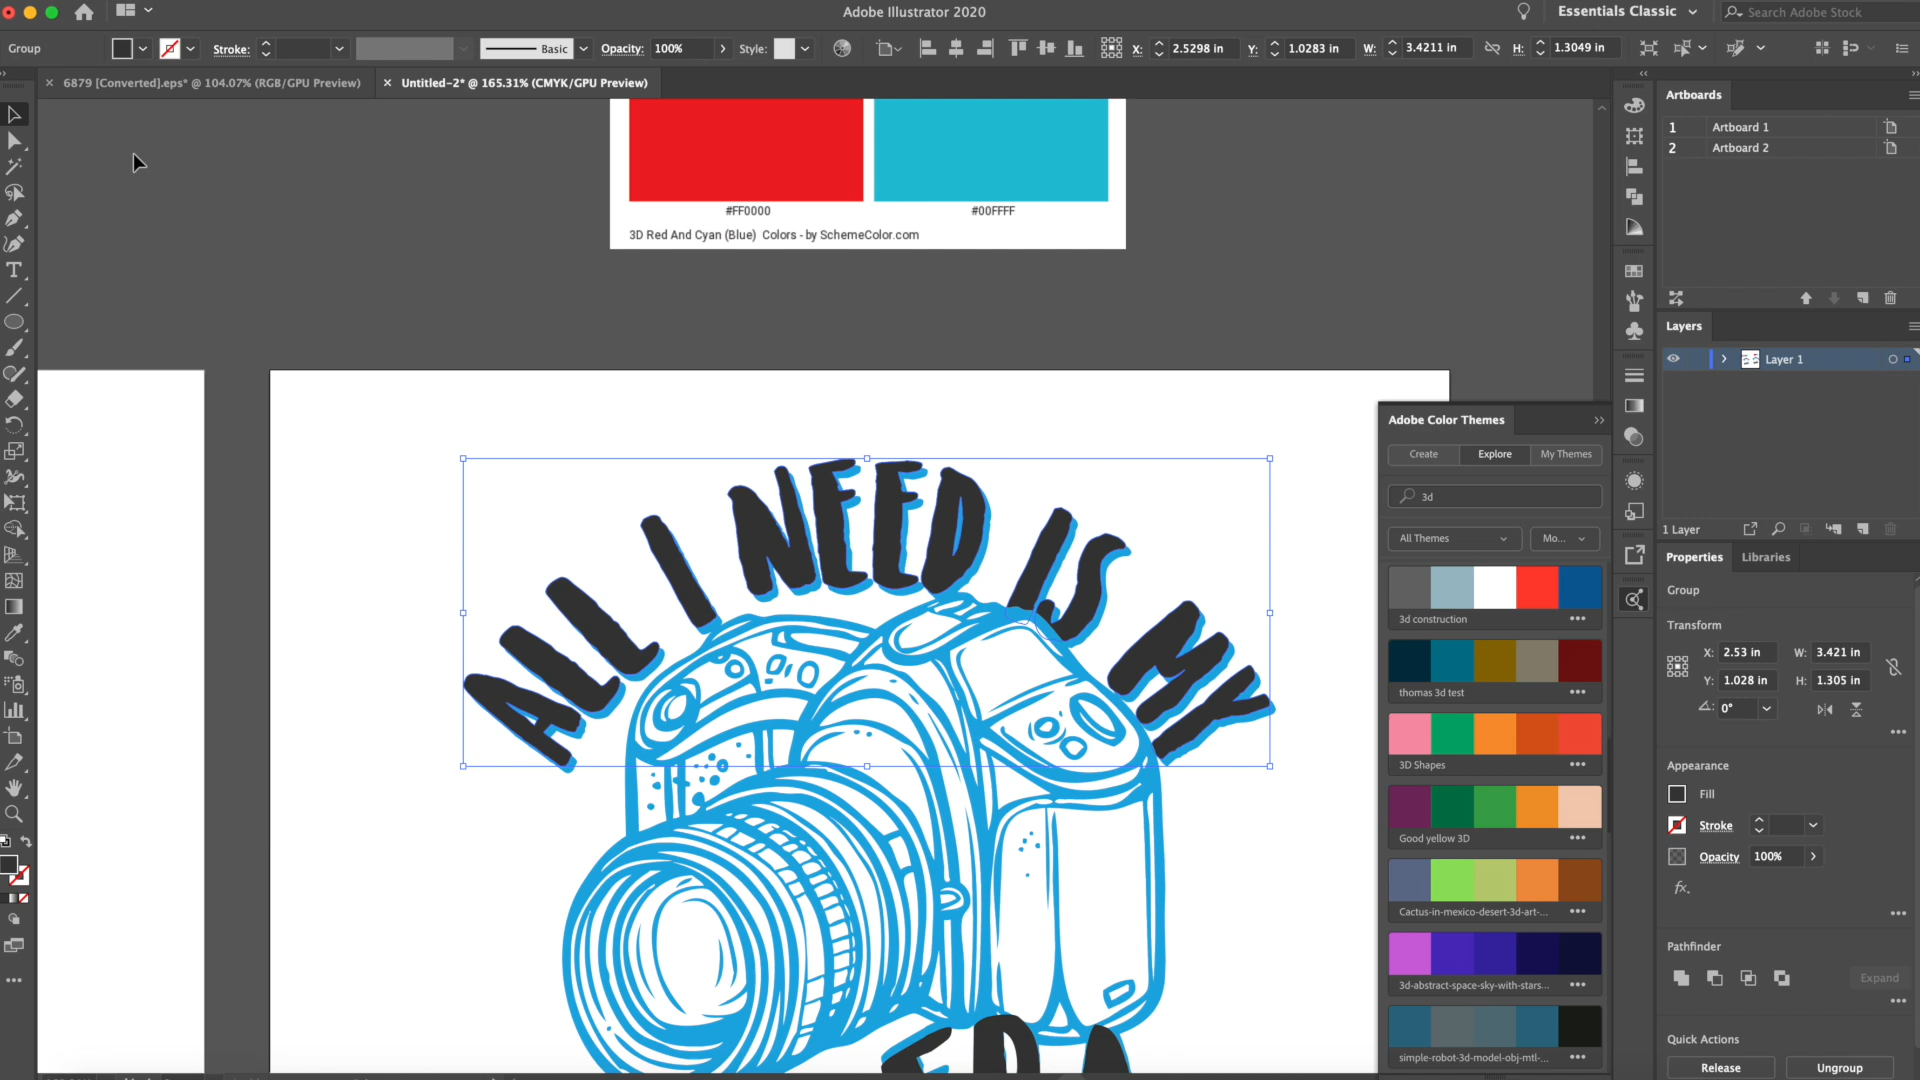 Adobe Illustrator 2020
Essentials Classic
Search Adobe Stock
Group
Stroke:
Basic
Opacity: 100%
Style:
X: 2.5298 in
Y: 1.0283 in
W: 3.4211 in
H: 1.3049 in
6879 [Converted].eps* @ 104.07% (RGB/GPU Preview)
Untitled-2* @ 165.31% (CMYK/GPU Preview)
#FF0000
#00FFFF
3D Red And Cyan (Blue) Colors - by SchemeColor.com
ALL I NEED IS MY
Adobe Color Themes
Create
Explore
My Themes
3d
All Themes
Mo...
3d construction
thomas 3d test
3D Shapes
Good yellow 3D
Cactus-in-mexico-desert-3d-art-...
3d-abstract-space-sky-with-stars...
simple-robot-3d-model-obj-mtl-...
Artboards
1 Artboard 1
2 Artboard 2
Layers
Layer 1
1 Layer
Properties
Libraries
Group
Transform
X: 2.53 in
W: 3.421 in
Y: 1.028 in
H: 1.305 in
0°
Appearance
Fill
Stroke
Opacity 100%
fx.
Pathfinder
Expand
Quick Actions
Release
Ungroup